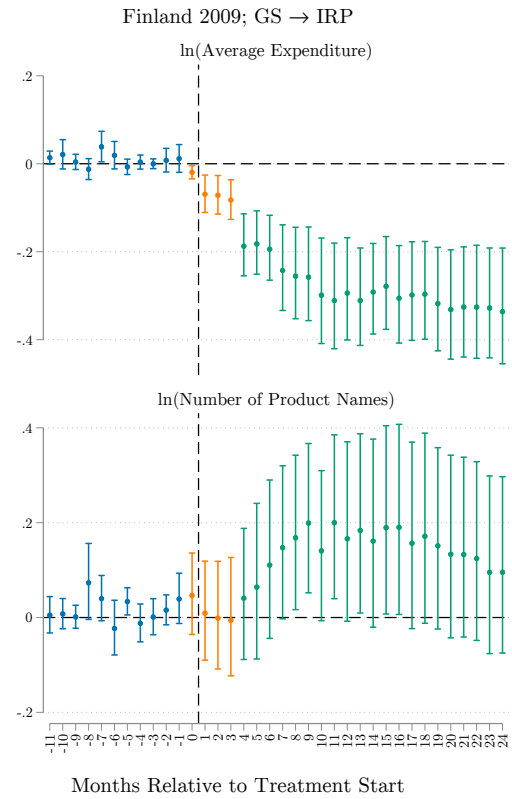 Finland 2009; GS → IRP
ln(Average Expenditure)
.2
0
-.2
-.4
ln(Number of Product Names)
.4
.2
0
-.2
-11 -10 -9 -8 -7 -6 -5 -4 -3 -2 -1 0 1 2 3 4 5 6 7 8 9 10 11 12 13 14 15 16 17 18 19 20 21 22 23 24
Months Relative to Treatment Start